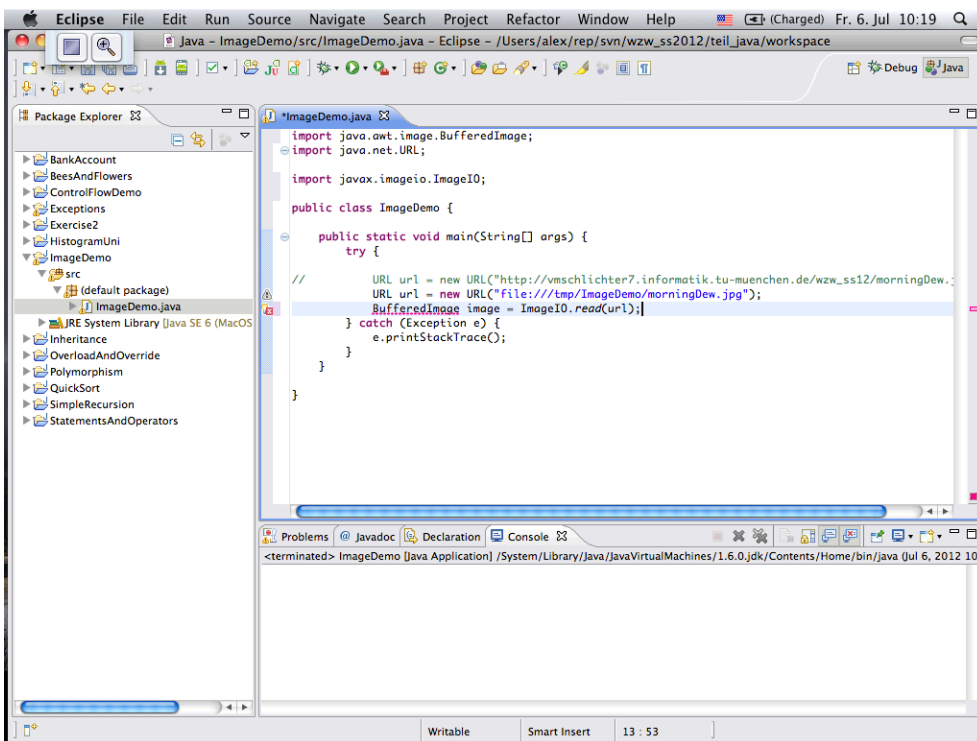 Eclipse File Edit Run Source Navigate Search Project Refactor Window Help (Charged) Fr. 6. Jul 10:19
Java – ImageDemo/src/ImageDemo.java – Eclipse – /Users/alex/rep/svn/wzw_ss2012/teil_java/workspace
Debug Java
Package Explorer
BankAccount
BeesAndFlowers
ControlFlowDemo
Exceptions
Exercise2
HistogramUni
ImageDemo
src
(default package)
ImageDemo.java
JRE System Library [Java SE 6 (MacOS
Inheritance
OverloadAndOverride
Polymorphism
QuickSort
SimpleRecursion
StatementsAndOperators
*ImageDemo.java
import java.awt.image.BufferedImage;
import java.net.URL;
import javax.imageio.ImageIO;
public class ImageDemo {
public static void main(String[] args) {
try {
// URL url = new URL("http://vmschlichter7.informatik.tu-muenchen.de/wzw_ss12/morningDew.j
URL url = new URL("file:///tmp/ImageDemo/morningDew.jpg");
BufferedImage image = ImageIO.read(url);
} catch (Exception e) {
e.printStackTrace();
}
}
}
Problems @ Javadoc Declaration Console
<terminated> ImageDemo [Java Application] /System/Library/Java/JavaVirtualMachines/1.6.0.jdk/Contents/Home/bin/java (Jul 6, 2012 10
Writable Smart Insert 13 : 53